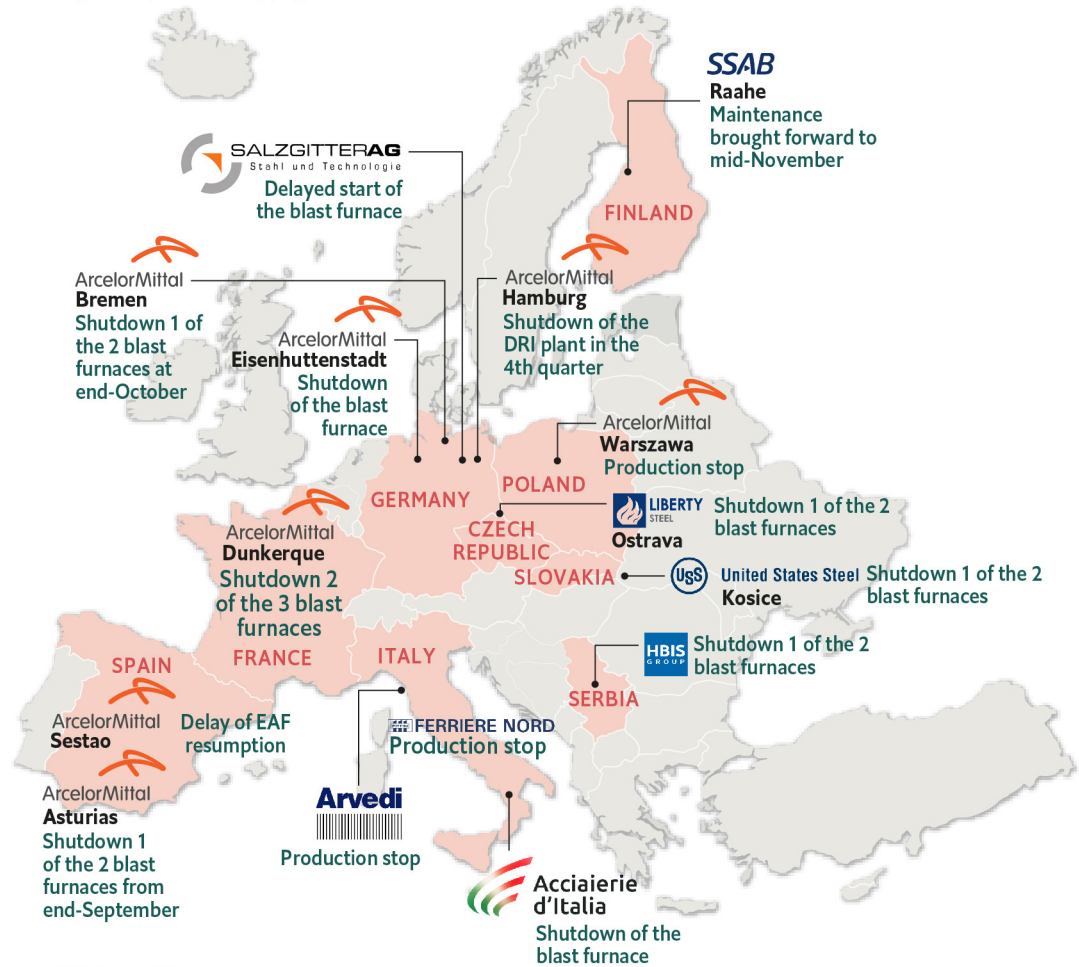 SSAB
Raahe
Maintenance
brought forward to
mid-November
SALZGITTERAG
Stahl und Technologie
Delayed start of
the blast furnace
FINLAND
ArcelorMittal
Bremen
Shutdown 1 of
the 2 blast
furnaces at
end-October
ArcelorMittal
Eisenhuttenstadt
Shutdown
of the blast
furnace
ArcelorMittal
Hamburg
Shutdown of the
DRI plant in the
4th quarter
ArcelorMittal
Warszawa
Production stop
GERMANY
POLAND
LIBERTY
STEEL
Ostrava
Shutdown 1 of the 2
blast furnaces
CZECH
REPUBLIC
ArcelorMittal
Dunkerque
Shutdown 2
of the 3 blast
furnaces
SLOVAKIA
USS
United States Steel
Kosice
Shutdown 1 of the 2
blast furnaces
HBIS
GROUP
Shutdown 1 of the 2
blast furnaces
SPAIN
FRANCE
ITALY
SERBIA
ArcelorMittal
Sestao
Delay of EAF
resumption
FERRIERE NORD
Production stop
ArcelorMittal
Asturias
Shutdown 1
of the 2 blast
furnaces from
end-September
Arvedi
Production stop
Acciaierie
d'Italia
Shutdown of the
blast furnace